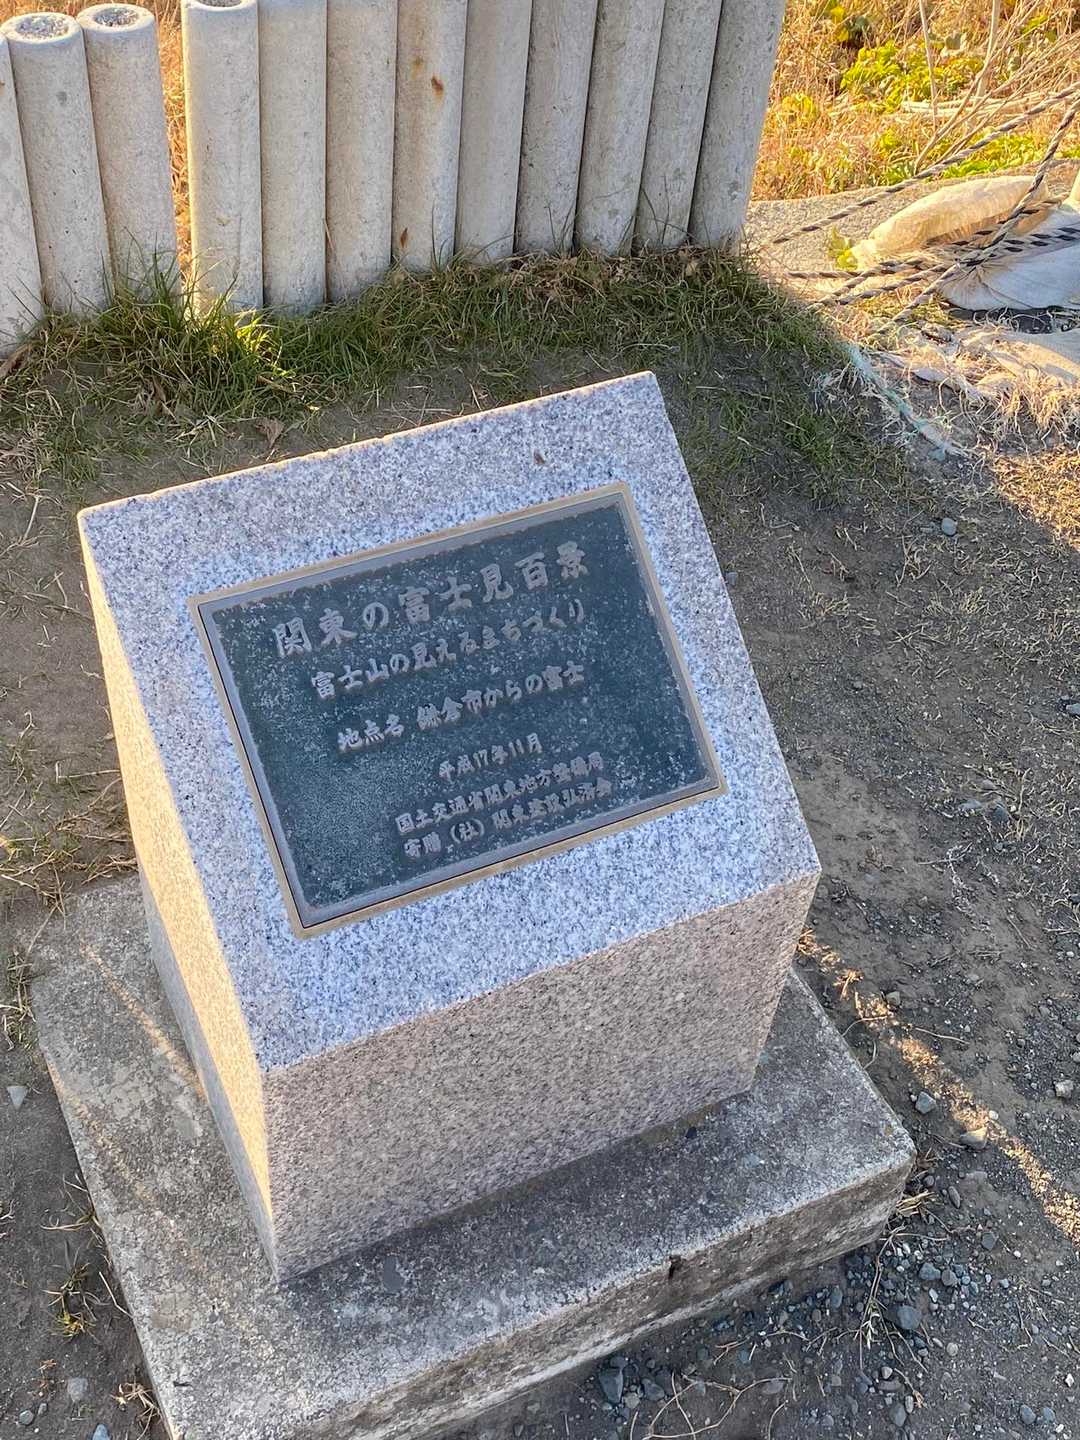 関東の富士見百景
富士山の見えるまちづくり
地点名 鎌倉市からの富士
平成17年11月
国土交通省関東地方整備局
寄贈 (社) 関東建設弘済会